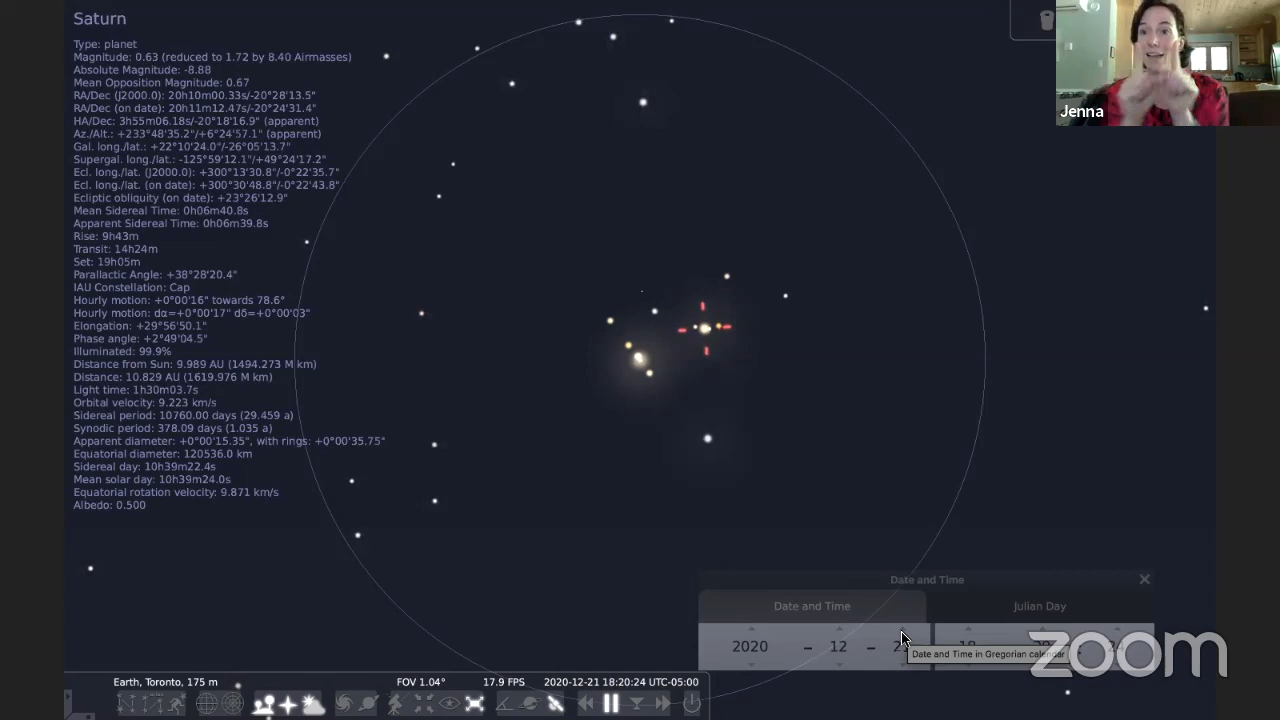 Saturn
Type: planet
Magnitude: 0.63 (reduced to 1.72 by 8.40 Airmasses)
Absolute Magnitude: -8.88
Mean Opposition Magnitude: 0.67
RA/Dec (J2000.0): 20h10m00.33s/-20°28'13.5"
RA/Dec (on date): 20h11m12.47s/-20°24'31.4"
HA/Dec: 3h55m06.18s/-20°18'16.9" (apparent)
Az./Alt.: +233°48'35.2"/+6°24'57.1" (apparent)
Gal. long./lat.: +22°10'24.0"/-26°05'13.7"
Supergal. long./lat.: -125°59'12.1"/+49°24'17.2"
Ecl. long./lat. (J2000.0): +300°13'30.8"/-0°22'35.7"
Ecl. long./lat. (on date): +300°30'48.8"/-0°22'43.8"
Ecliptic obliquity (on date): +23°26'12.9"
Mean Sidereal Time: 0h06m40.8s
Apparent Sidereal Time: 0h06m39.8s
Rise: 9h43m
Transit: 14h24m
Set: 19h05m
Parallactic Angle: +38°28'20.4"
IAU Constellation: Cap
Hourly motion: +0°00'16" towards 78.6°
Hourly motion: dα=+0°00'17" dδ=+0°00'03"
Elongation: +29°56'50.1"
Phase angle: +2°49'04.5"
Illuminated: 99.9%
Distance from Sun: 9.989 AU (1494.273 M km)
Distance: 10.829 AU (1619.976 M km)
Light time: 1h30m03.7s
Orbital velocity: 9.223 km/s
Sidereal period: 10760.00 days (29.459 a)
Synodic period: 378.09 days (1.035 a)
Apparent diameter: +0°00'15.35", with rings: +0°00'35.75"
Equatorial diameter: 120536.0 km
Sidereal day: 10h39m22.4s
Mean solar day: 10h39m24.0s
Equatorial rotation velocity: 9.871 km/s
Albedo: 0.500
Jenna
Date and Time
Date and Time Julian Day
2020 – 12 –
Date and Time in Gregorian calendar
zoom
Earth, Toronto, 175 m FOV 1.04° 17.9 FPS 2020-12-21 18:20:24 UTC-05:00